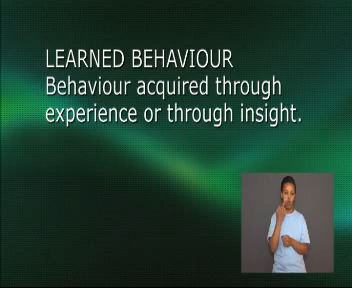 LEARNED BEHAVIOUR
Behaviour acquired through
experience or through insight.